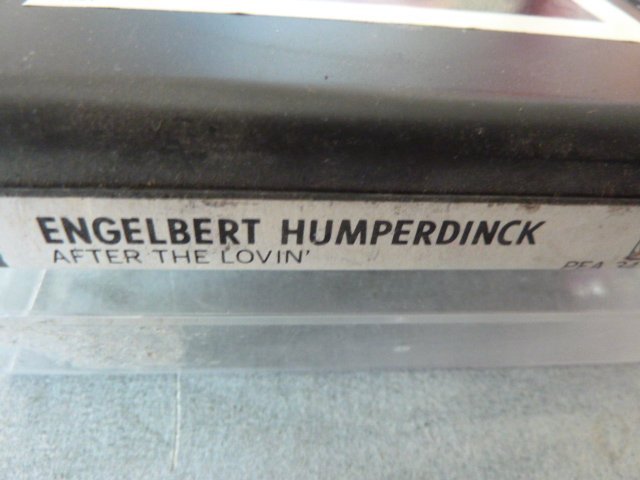 ENGELBERT HUMPERDINCK
AFTER THE LOVIN'